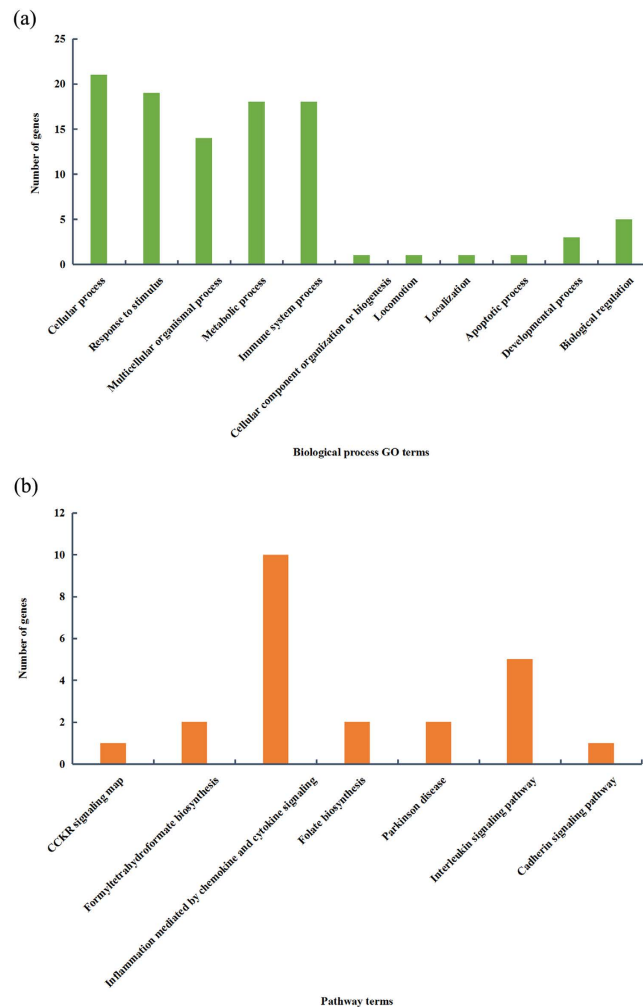 (a)
Number of genes
25
20
15
10
5
0
Cellular process
Response to stimulus
Multicellular organismal process
Metabolic process
Immune system process
Cellular component organization or biogenesis
Locomotion
Localization
Apoptotic process
Developmental process
Biological regulation
Biological process GO terms
(b)
Number of genes
12
10
8
6
4
2
0
CCKR signaling map
Formyltetrahydroformate biosynthesis
Inflammation mediated by chemokine and cytokine signaling
Folate biosynthesis
Parkinson disease
Interleukin signaling pathway
Cadherin signaling pathway
Pathway terms